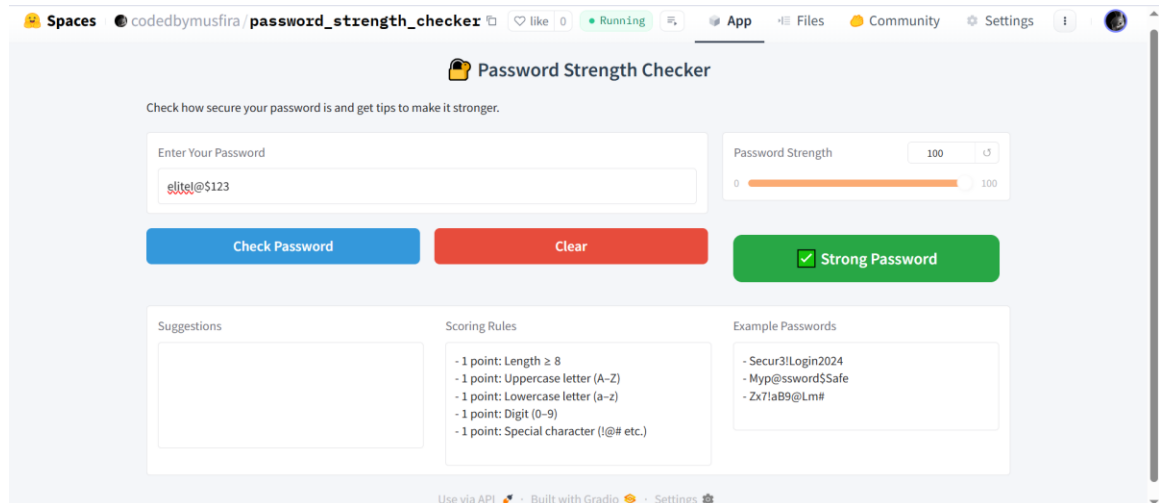 Spaces codedbymusfira/password_strength_checker like 0 Running App Files Community Settings
Password Strength Checker
Check how secure your password is and get tips to make it stronger.
Enter Your Password
Password Strength 100
0 100
Check Password Clear
✅ Strong Password
Suggestions
Scoring Rules
- 1 point: Length ≥ 8
- 1 point: Uppercase letter (A–Z)
- 1 point: Lowercase letter (a–z)
- 1 point: Digit (0–9)
- 1 point: Special character (!@# etc.)
Example Passwords
- Secur3!Login2024
- Myp@ssword$Safe
- Zx7!aB9@Lm#
Use via API · Built with Gradio · Settings